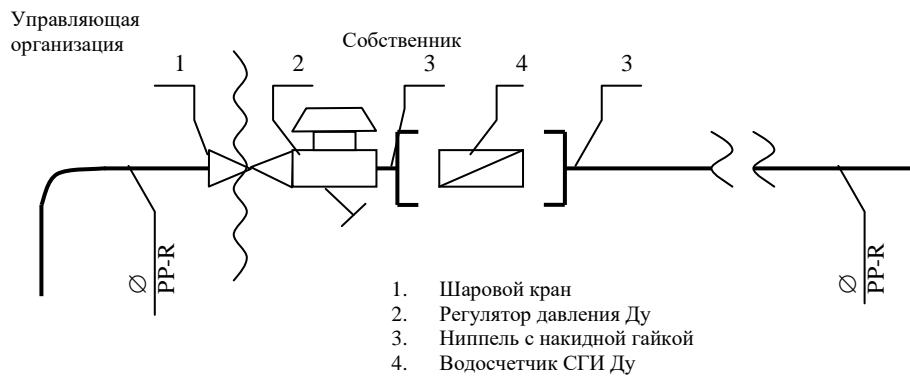 Управляющая
организация
Собственник
1 2 3 4 3
∅ PP-R
∅ PP-R
1. Шаровой кран
2. Регулятор давления Ду
3. Ниппель с накидной гайкой
4. Водосчетчик СГИ Ду